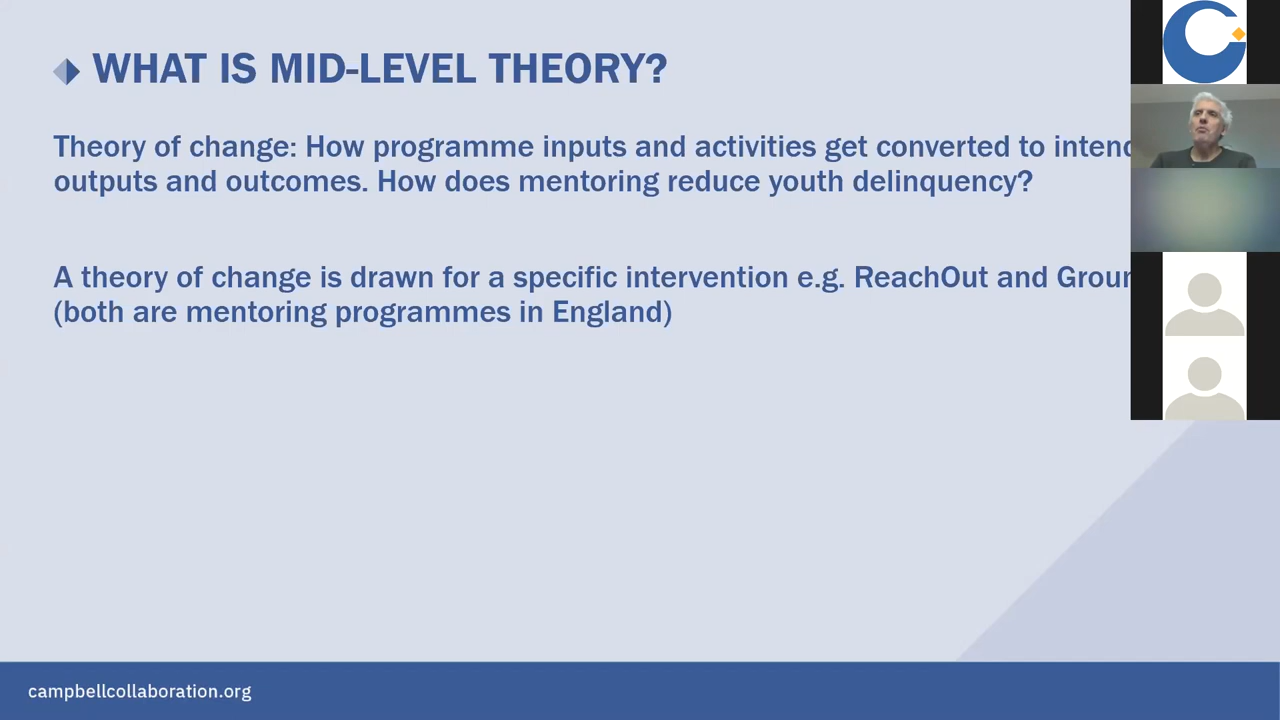 WHAT IS MID-LEVEL THEORY?
Theory of change: How programme inputs and activities get converted to
outputs and outcomes. How does mentoring reduce youth delinquency?
A theory of change is drawn for a specific intervention e.g. ReachOut and
(both are mentoring programmes in England)
campbellcollaboration.org